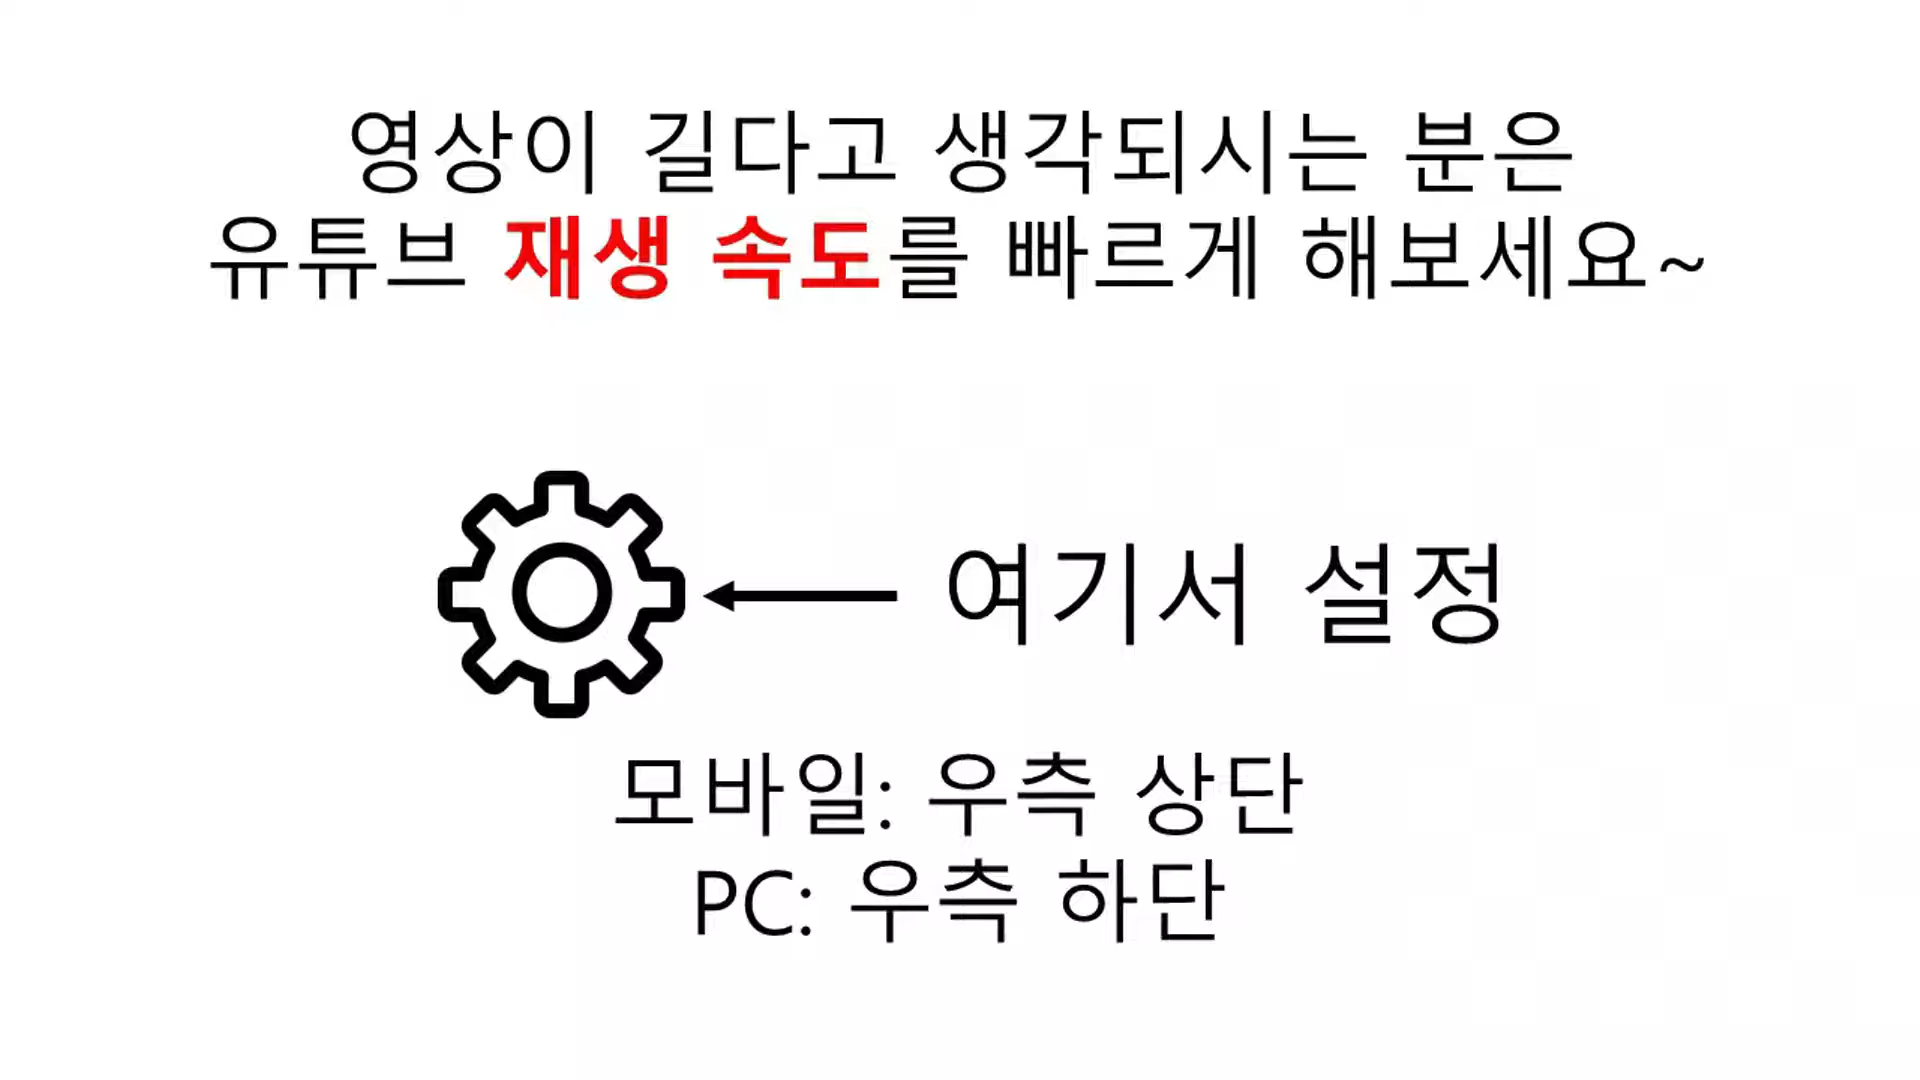 영상이 길다고 생각되시는 분은
유튜브 재생 속도를 빠르게 해보세요~
여기서 설정
모바일: 우측 상단
PC: 우측 하단